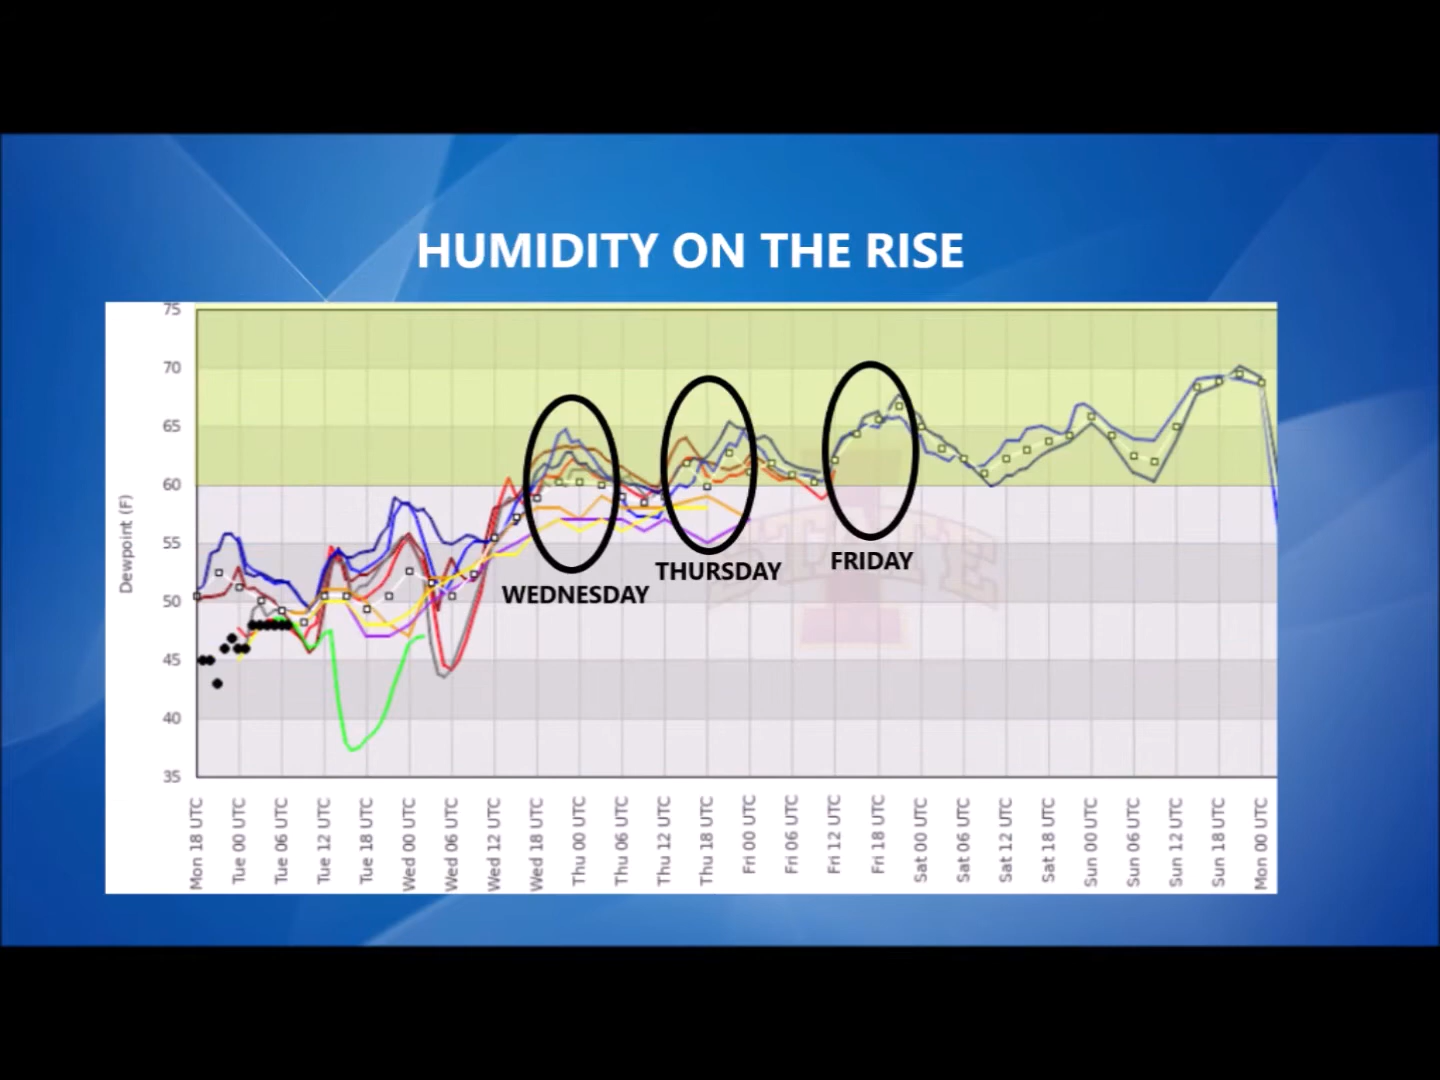 HUMIDITY ON THE RISE
75
70
65
60
55
50
45
40
35
Dewpoint (F)
WEDNESDAY
THURSDAY
FRIDAY
STATE
Mon 18 UTC
Tue 00 UTC
Tue 06 UTC
Tue 12 UTC
Tue 18 UTC
Wed 00 UTC
Wed 06 UTC
Wed 12 UTC
Wed 18 UTC
Thu 00 UTC
Thu 06 UTC
Thu 12 UTC
Thu 18 UTC
Fri 00 UTC
Fri 06 UTC
Fri 12 UTC
Fri 18 UTC
Sat 00 UTC
Sat 06 UTC
Sat 12 UTC
Sat 18 UTC
Sun 00 UTC
Sun 06 UTC
Sun 12 UTC
Sun 18 UTC
Mon 00 UTC